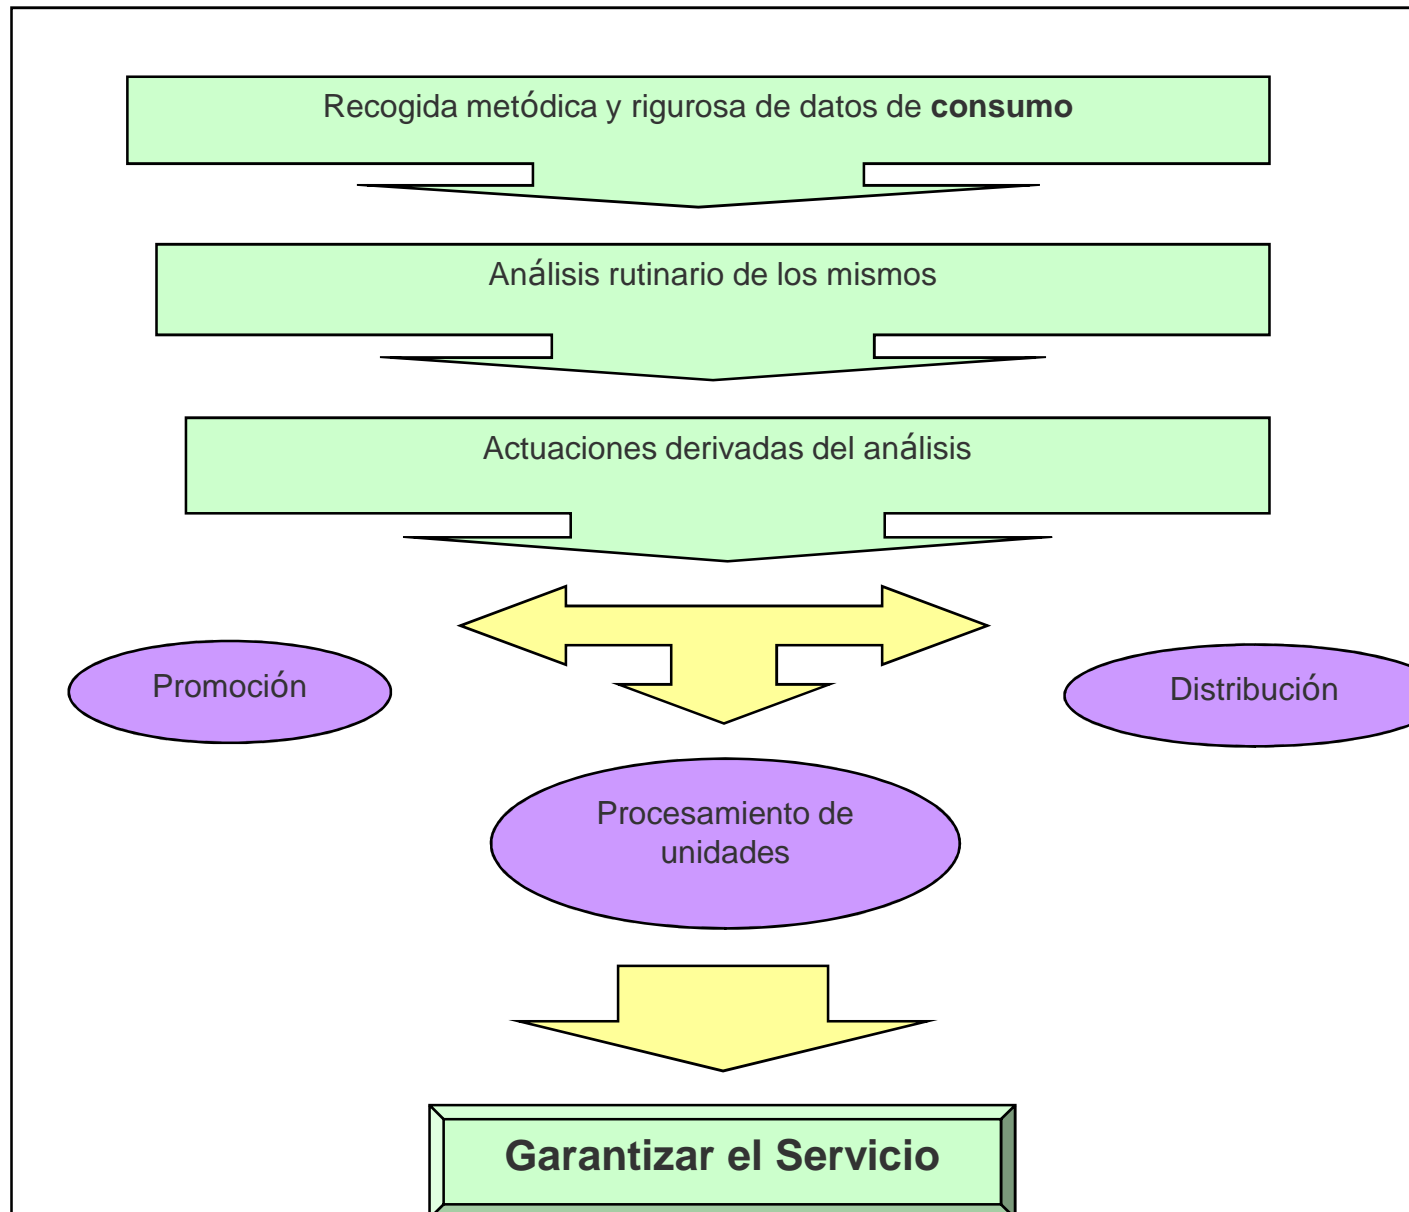 Recogida metódica y rigurosa de datos de consumo
Análisis rutinario de los mismos
Actuaciones derivadas del análisis
Promoción
Distribución
Procesamiento de
unidades
Garantizar el Servicio